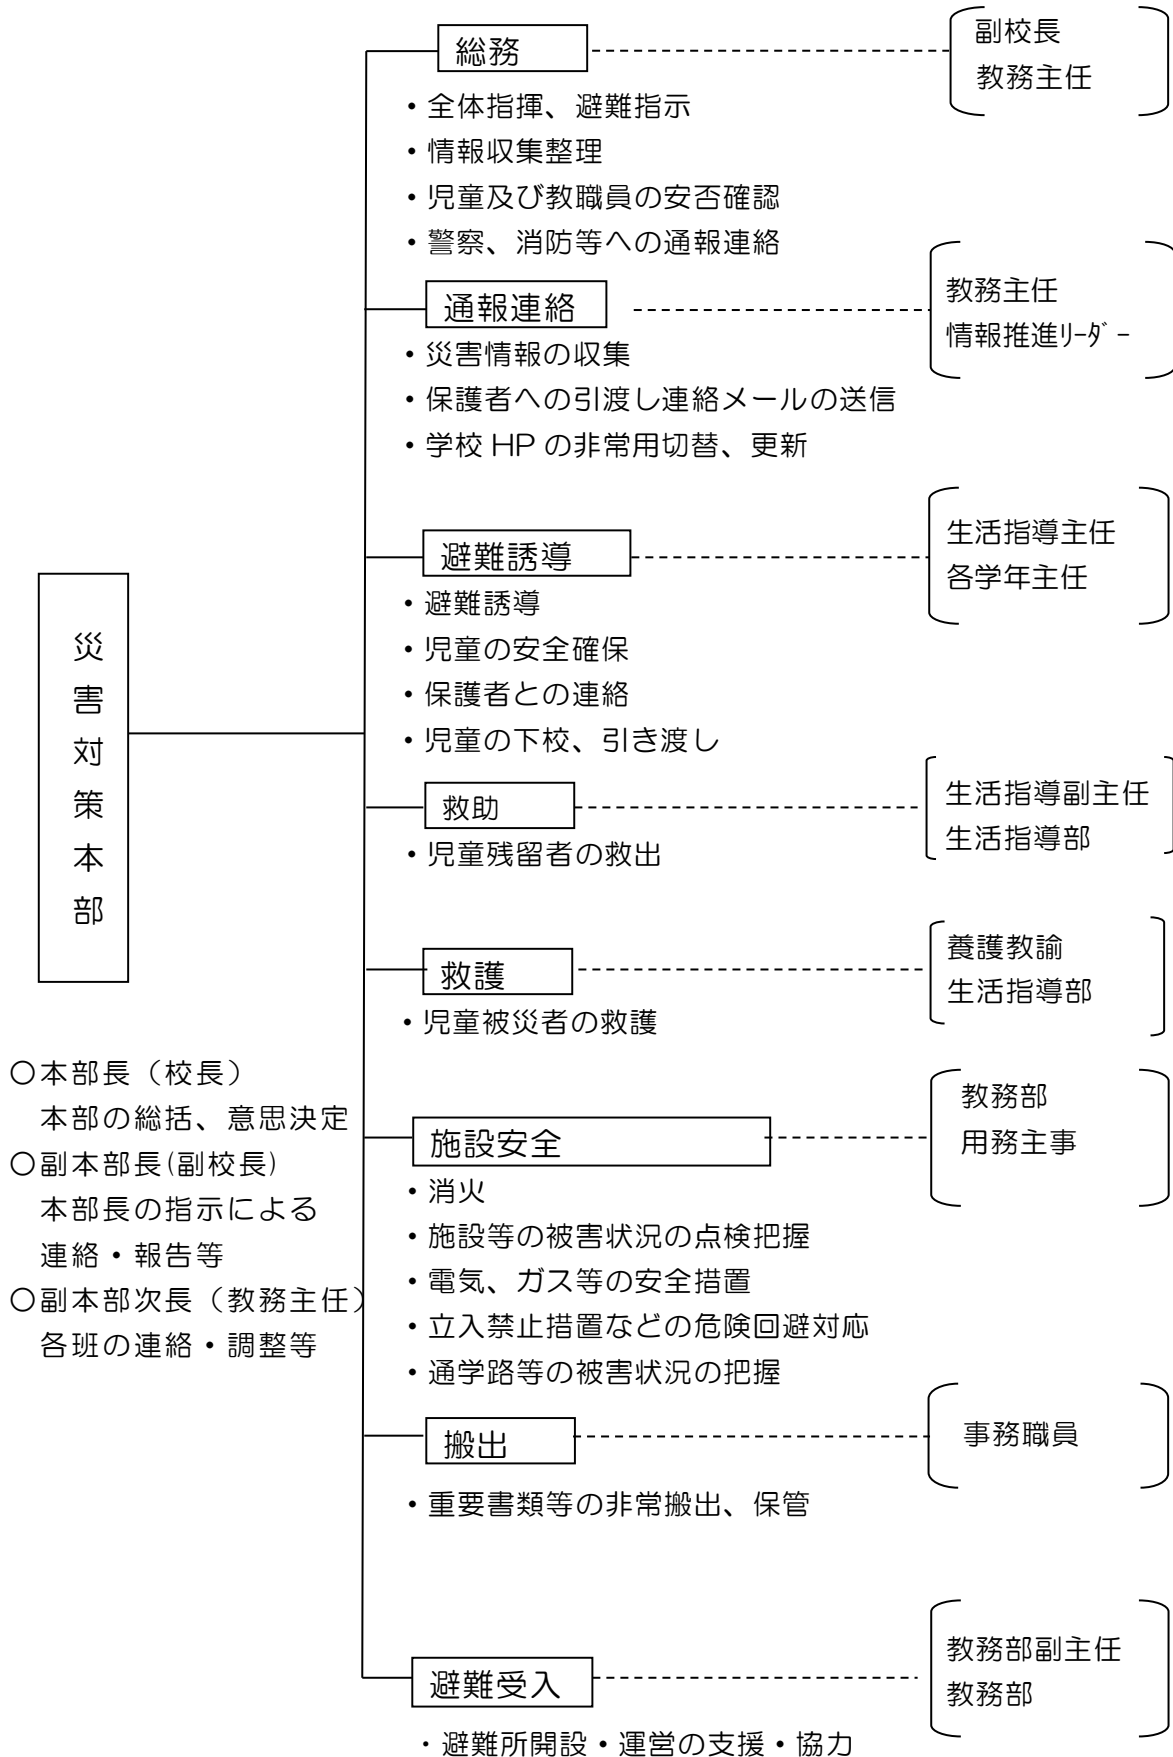 総務
副校長
教務主任
・全体指揮、避難指示
・情報収集整理
・児童及び教職員の安否確認
・警察、消防等への通報連絡
通報連絡
教務主任
情報推進ﾘｰﾀﾞｰ
・災害情報の収集
・保護者への引渡し連絡メールの送信
・学校 HP の非常用切替、更新
避難誘導
生活指導主任
各学年主任
・避難誘導
・児童の安全確保
・保護者との連絡
・児童の下校、引き渡し
災害対策本部
救助
生活指導副主任
生活指導部
・児童残留者の救出
救護
養護教諭
生活指導部
・児童被災者の救護
〇本部長（校長）
本部の総括、意思決定
〇副本部長(副校長)
本部長の指示による
連絡・報告等
〇副本部次長（教務主任）
各班の連絡・調整等
施設安全
教務部
用務主事
・消火
・施設等の被害状況の点検把握
・電気、ガス等の安全措置
・立入禁止措置などの危険回避対応
・通学路等の被害状況の把握
搬出
事務職員
・重要書類等の非常搬出、保管
避難受入
教務部副主任
教務部
・避難所開設・運営の支援・協力